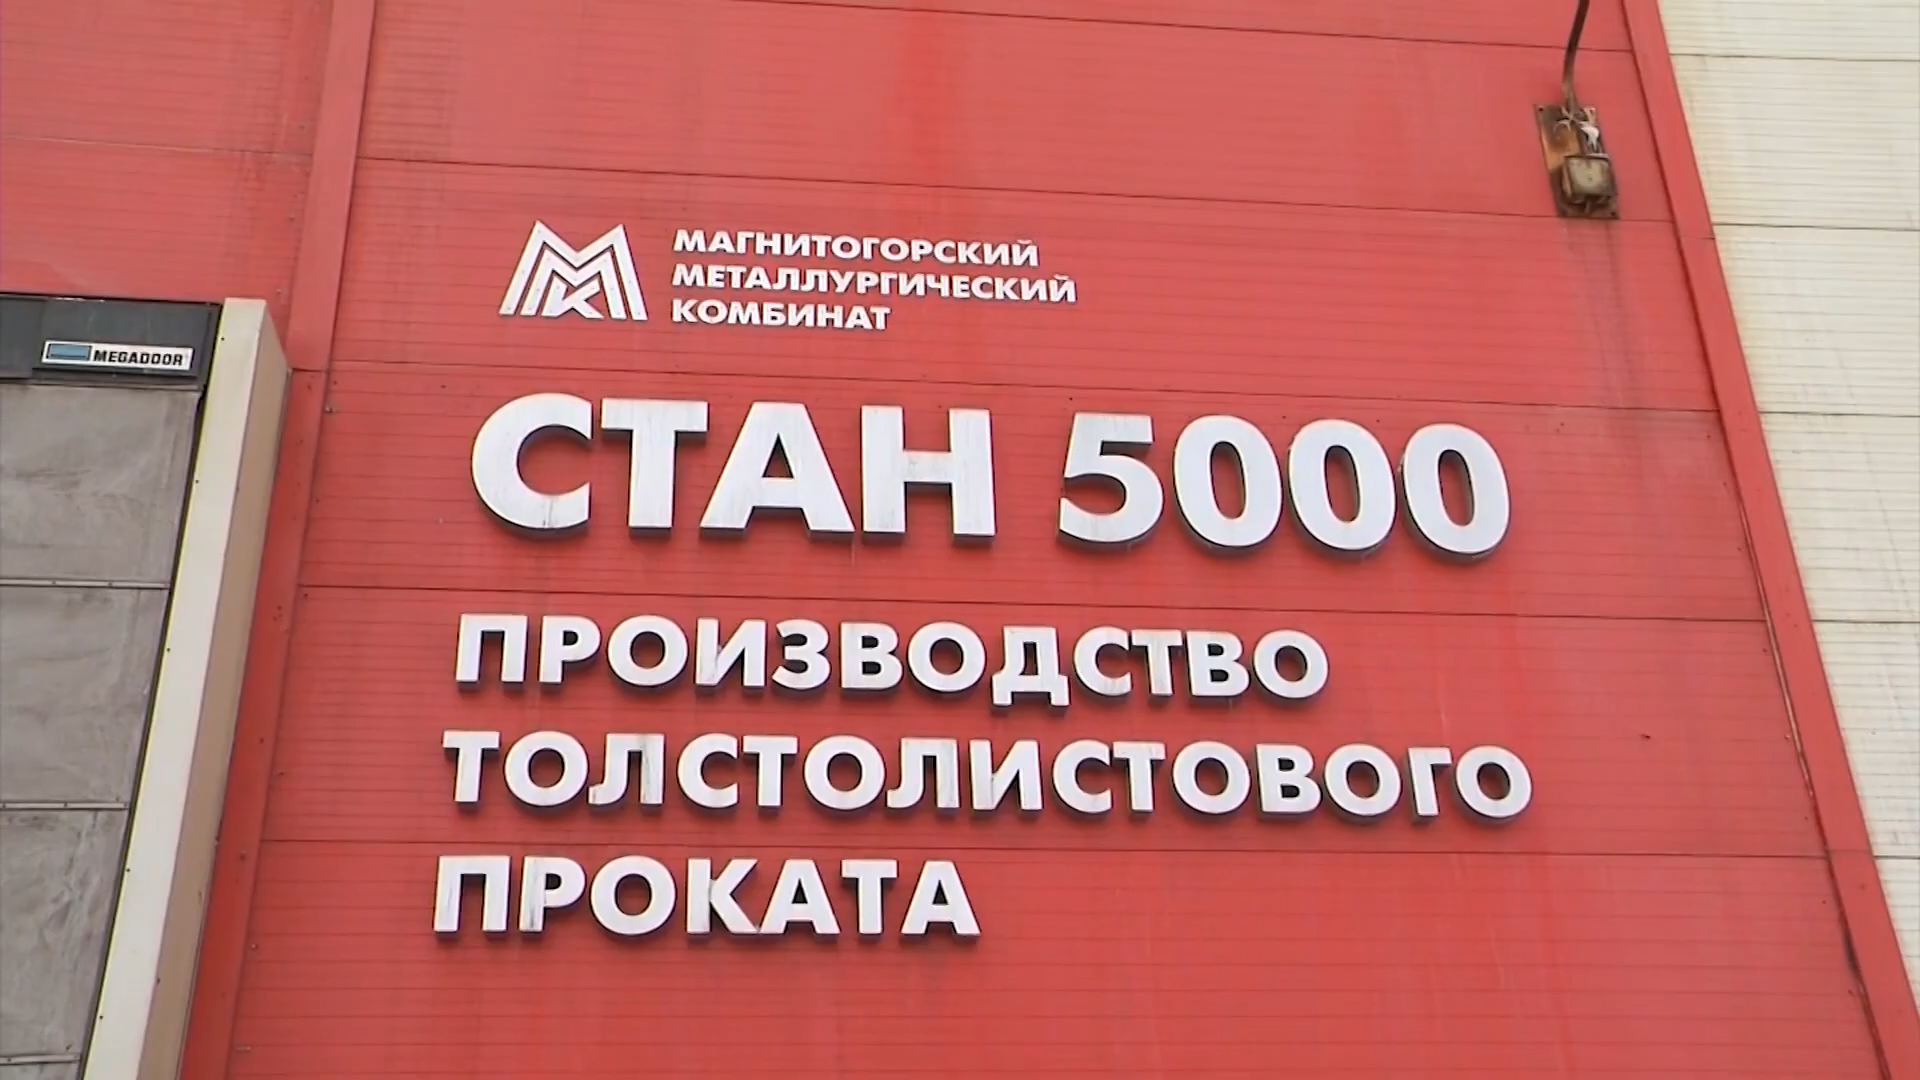 МАГНИТОГОРСКИЙ
МЕТАЛЛУРГИЧЕСКИЙ
КОМБИНАТ
MEGADOOR
СТАН 5000
ПРОИЗВОДСТВО
ТОЛСТОЛИСТОВОГО
ПРОКАТА